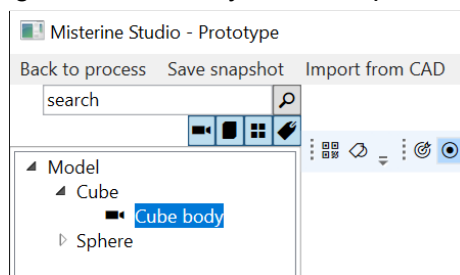 Misterine Studio - Prototype
Back to process Save snapshot Import from CAD
search
Model
Cube
Cube body
Sphere